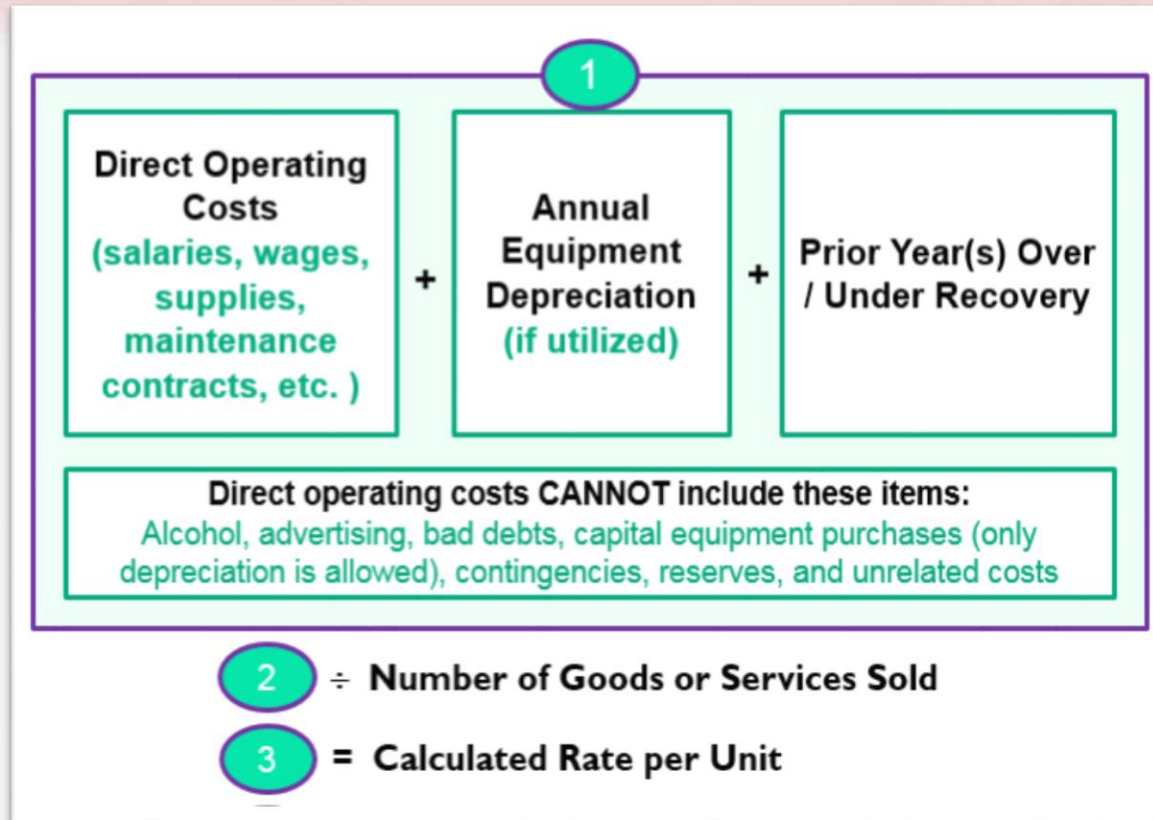 1
Direct Operating
Costs
(salaries, wages,
supplies,
maintenance
contracts, etc. )
+
Annual
Equipment
Depreciation
(if utilized)
+
Prior Year(s) Over
/ Under Recovery
Direct operating costs CANNOT include these items:
Alcohol, advertising, bad debts, capital equipment purchases (only
depreciation is allowed), contingencies, reserves, and unrelated costs
2 ÷ Number of Goods or Services Sold
3 = Calculated Rate per Unit